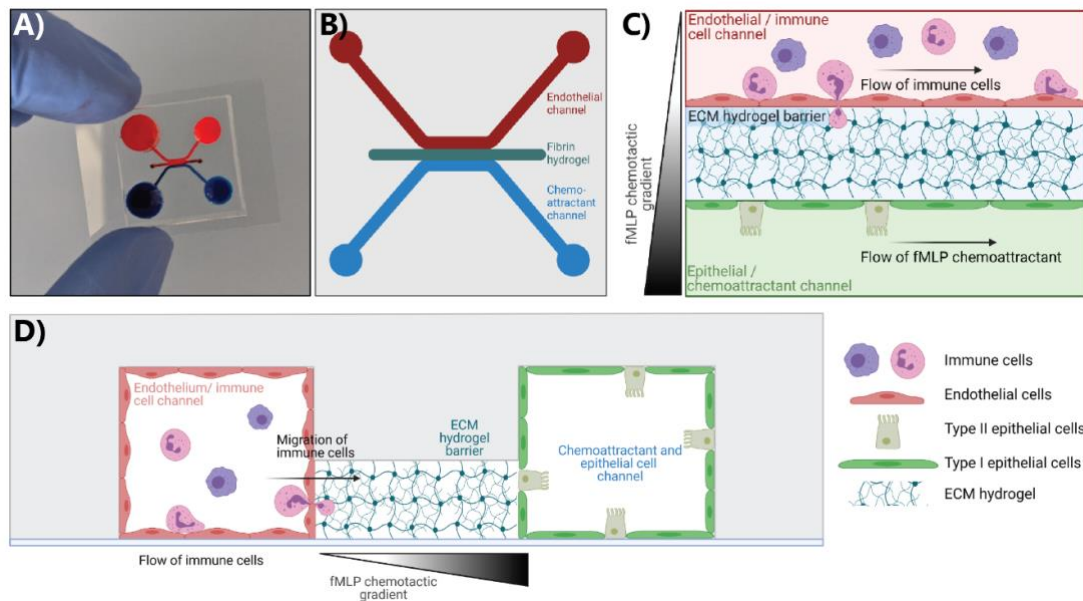 A)
B)
Endothelial
channel
Fibrin
hydrogel
Chemo-
attractant
channel
C)
fMLP chemotactic
gradient
Endothelial / immune
cell channel
Flow of immune cells
ECM hydrogel barrier
Flow of fMLP chemoattractant
Epithelial /
chemoattractant channel
D)
Endothelium/ immune
cell channel
Migration of
immune cells
ECM
hydrogel
barrier
Chemoattractant and
epithelial cell
channel
Flow of immune cells
fMLP chemotactic
gradient
Immune cells
Endothelial cells
Type II epithelial cells
Type I epithelial cells
ECM hydrogel